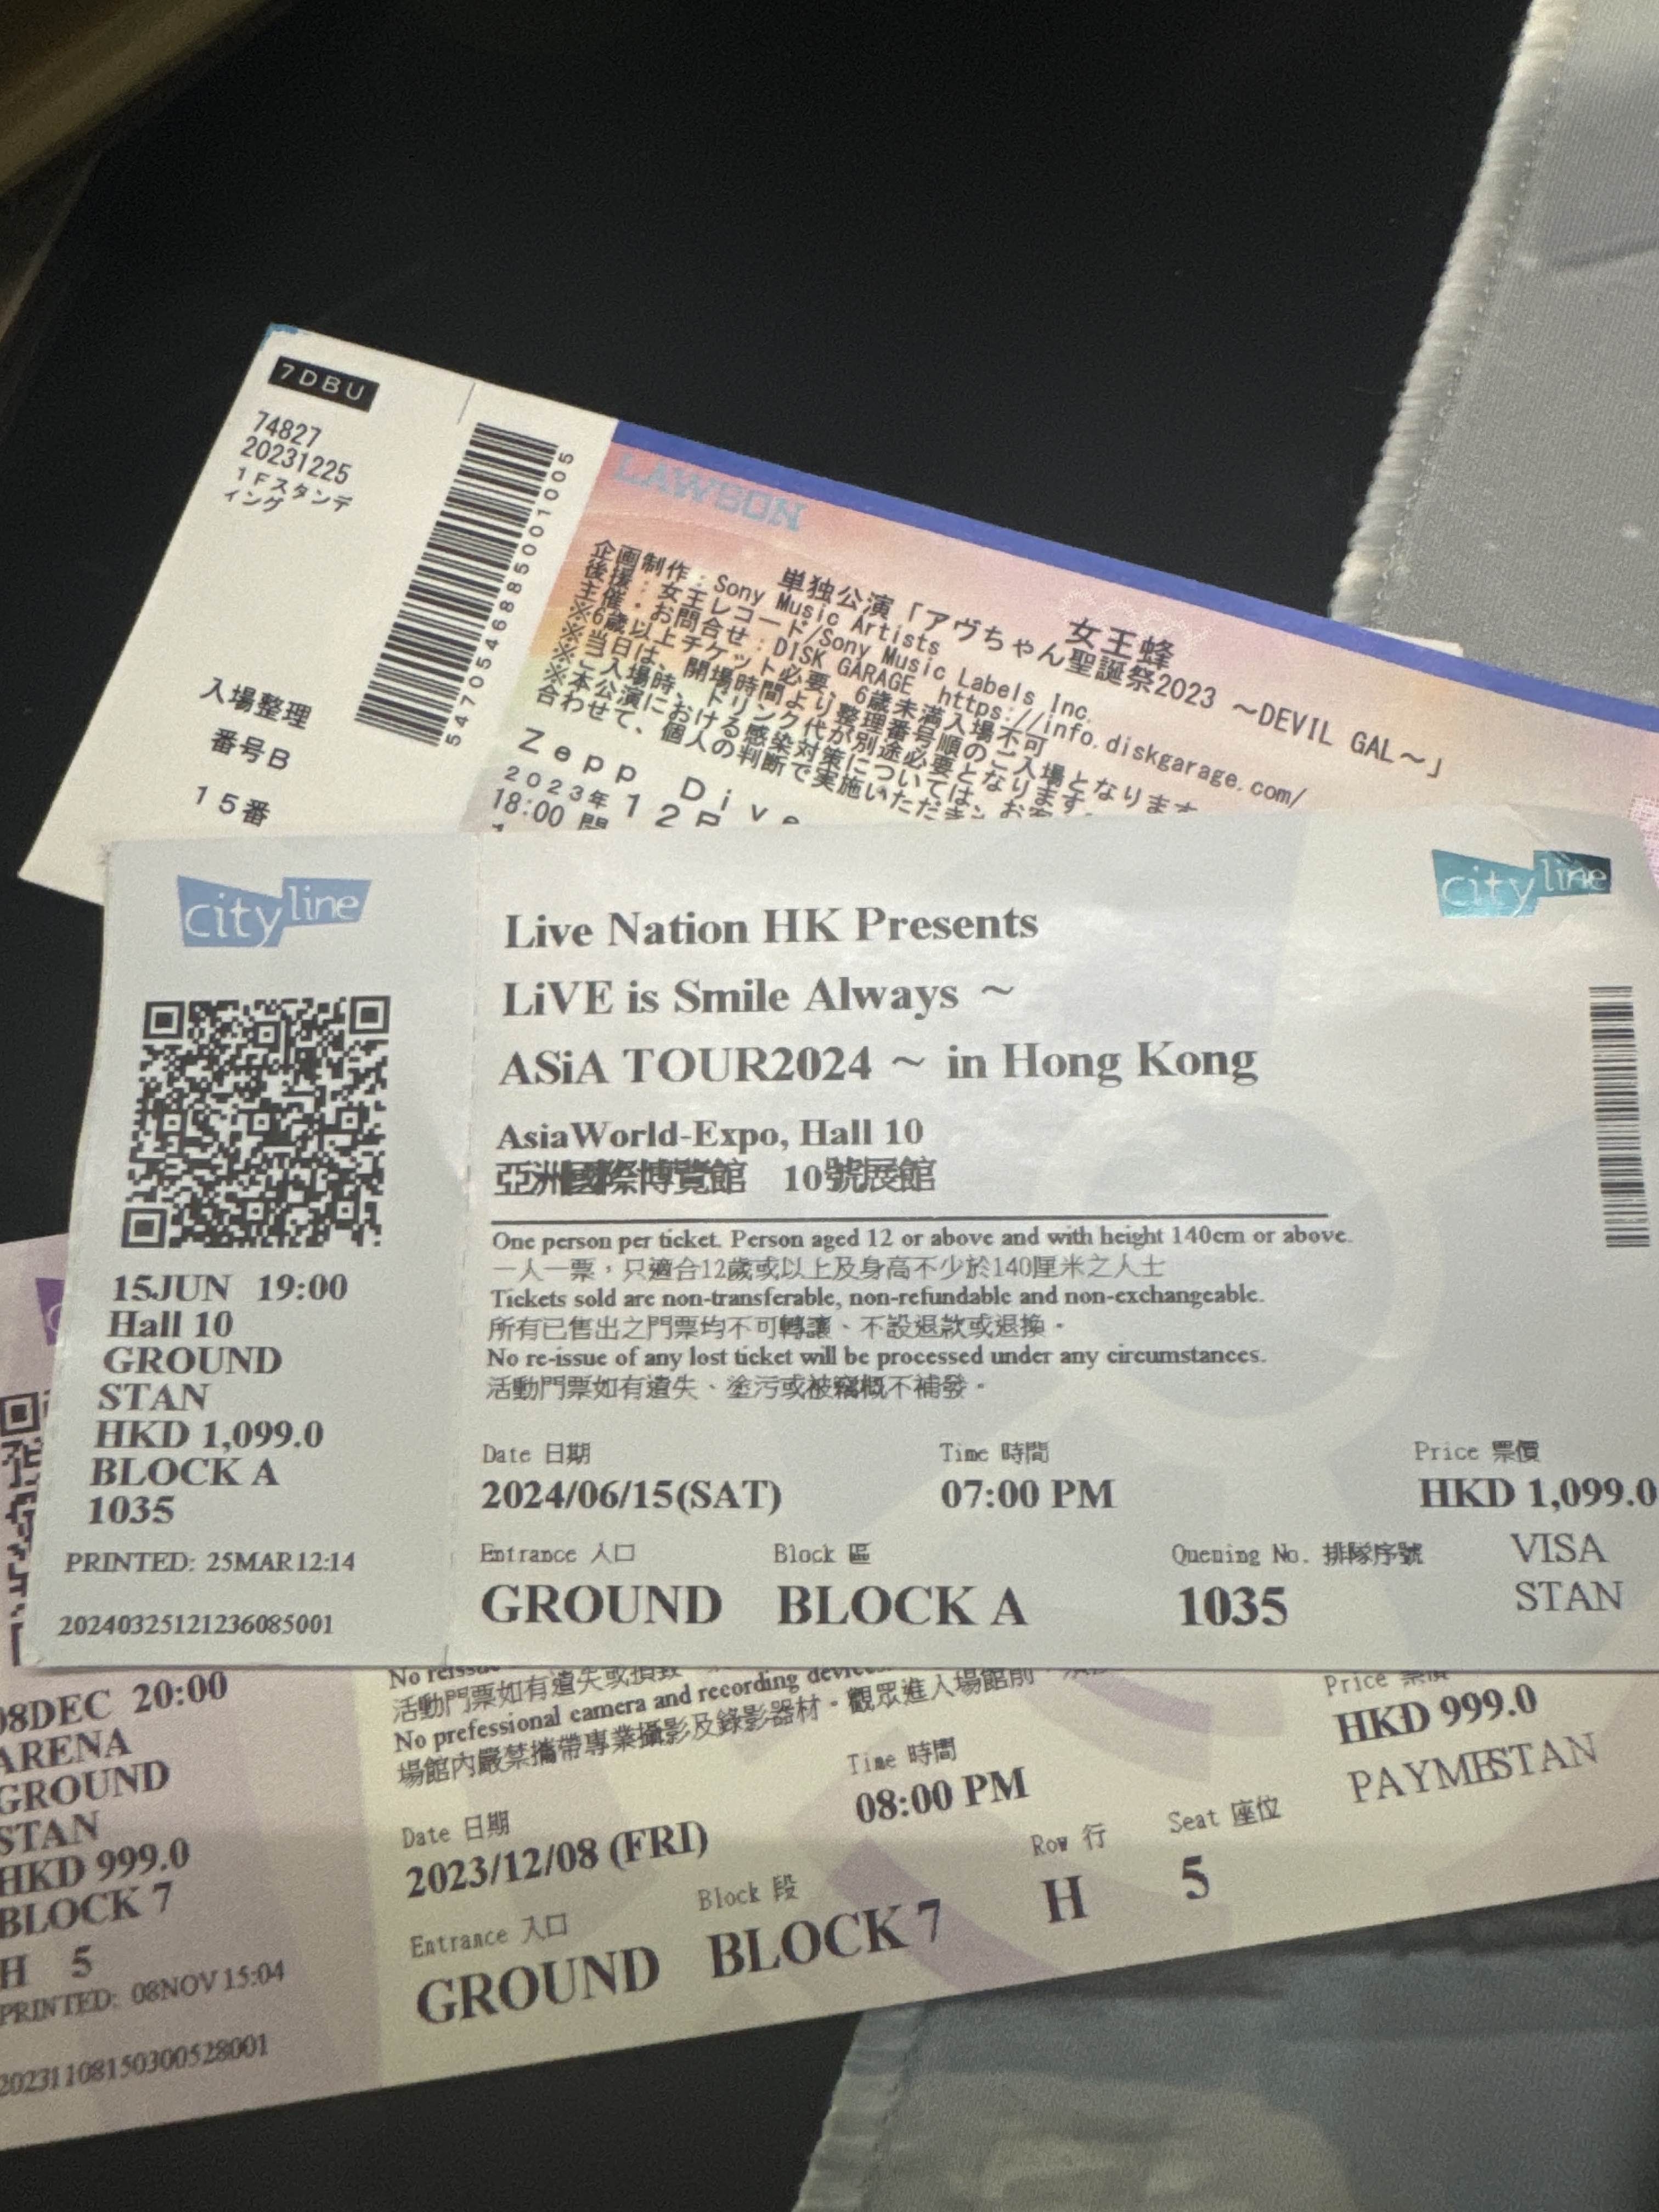 7DBU
74827
20231225
1Fスタンデ
ィング
入場整理
番号B
15番
5470546885001005
LAWSON
女王蜂
単独公演「アヴちゃん聖誕祭2023 ～DEVIL GAL～」
企画制作：Sony Music Artists
後援：女王レコード/Sony Music Labels Inc.
主催・お問合せ：DISK GARAGE https://info.diskgarage.com/
※6歳以上チケット必要、6歳未満入場不可
※当日は、開場時間より整理番号順のご入場となります
※ご入場時、ドリンク代が別途必要となります
※本公演における感染対策については、お客
合わせて、個人の判断で実施いただき
Zepp Dive
2023年12月
18:00 開
city line
15JUN 19:00
Hall 10
GROUND
STAN
HKD 1,099.0
BLOCK A
1035
PRINTED: 25MAR12:14
20240325121236085001
city line
Live Nation HK Presents
LiVE is Smile Always ～
ASiA TOUR2024 ～ in Hong Kong
AsiaWorld-Expo, Hall 10
亞洲國際博覽館 10號展館
One person per ticket. Person aged 12 or above and with height 140cm or above.
一人一票，只適合12歲或以上及身高不少於140厘米之人士
Tickets sold are non-transferable, non-refundable and non-exchangeable.
所有已售出之門票均不可轉讓、不設退款或退換。
No re-issue of any lost ticket will be processed under any circumstances.
活動門票如有遺失、塗污或被竊概不補發。
Date 日期 Time 時間 Price 票價
2024/06/15(SAT) 07:00 PM HKD 1,099.0
Entrance 入口 Block 區 Queuing No. 排隊序號 VISA
GROUND BLOCK A 1035 STAN
08DEC 20:00
ARENA
GROUND
STAN
HKD 999.0
BLOCK 7
H 5
PRINTED: 08NOV 15:04
20231108150300528001
No reissue
活動門票如有遺失或損毀
No prefessional camera and recording device
場館內嚴禁攜帶專業攝影及錄影器材。觀眾進入場館前
Date 日期 Time 時間 Price 票價
2023/12/08 (FRI) 08:00 PM HKD 999.0
Entrance 入口 Block 段 Row 行 Seat 座位 PAYMESTAN
GROUND BLOCK 7 H 5